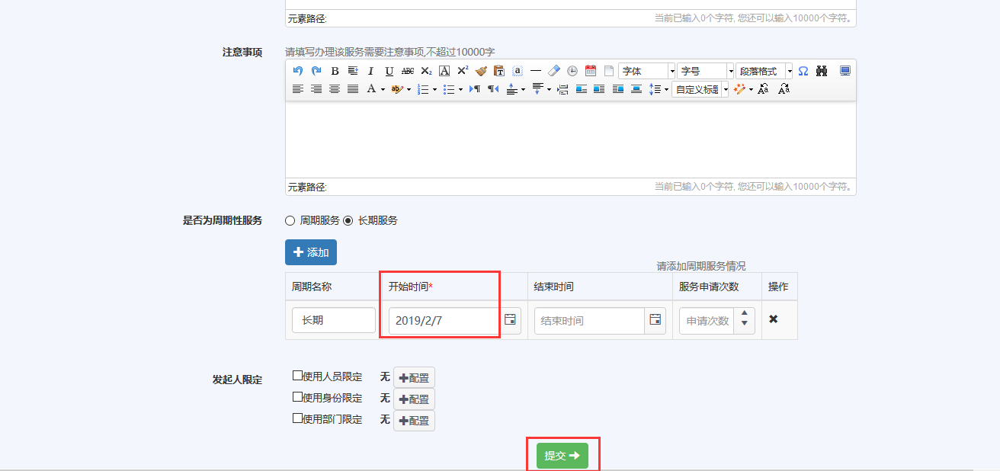 元素路径: 当前已输入0个字符, 您还可以输入10000个字符。
注意事项 请填写办理该服务需要注意事项,不超过10000字
B I U ABC X₂ A X² T a 字体 字号 段落格式 Ω
A ab 自定义标题 A A
元素路径: 当前已输入0个字符, 您还可以输入10000个字符。
是否为周期性服务 周期服务 长期服务
添加
请添加周期服务情况
周期名称 开始时间* 结束时间 服务申请次数 操作
长期 2019/2/7 结束时间 申请次数
发起人限定 使用人员限定 无 配置
使用身份限定 无 配置
使用部门限定 无 配置
提交